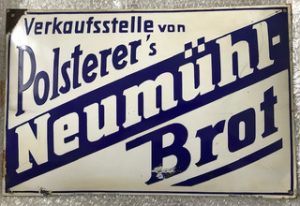 Verkaufsstelle von
Polsterer's
Neumühl-
Brot